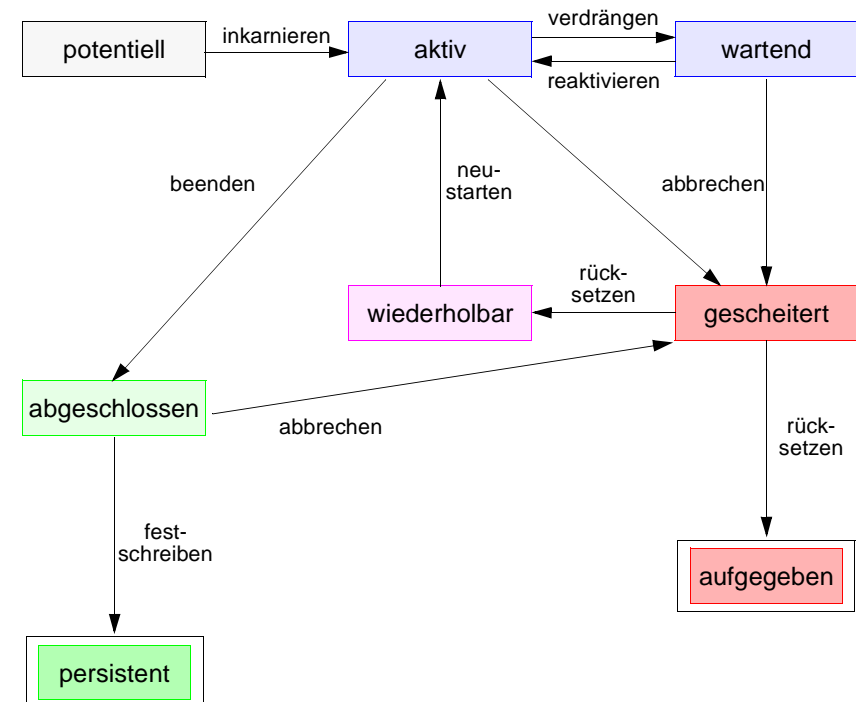 potentiell
inkarnieren
aktiv
verdrängen
reaktivieren
wartend
beenden
neu-
starten
abbrechen
wiederholbar
rück-
setzen
gescheitert
abgeschlossen
abbrechen
rück-
setzen
fest-
schreiben
aufgegeben
persistent